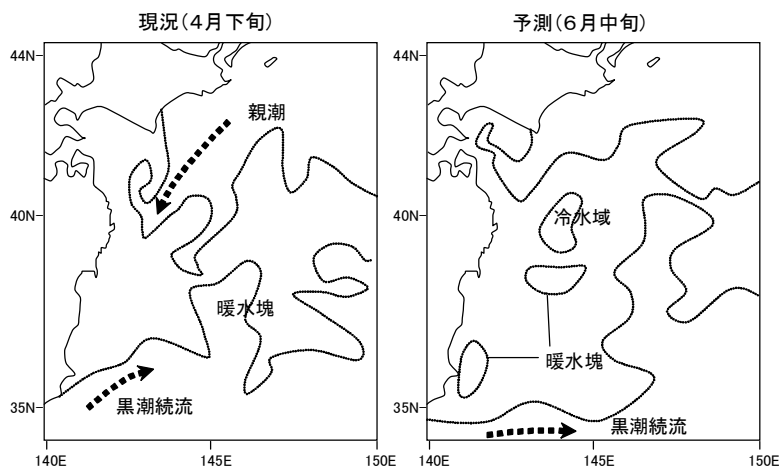 現況(4月下旬)
44N
親潮
40N
暖水塊
35N
黒潮続流
140E
145E
150E
予測(6月中旬)
44N
40N
冷水域
暖水塊
35N
黒潮続流
140E
145E
150E